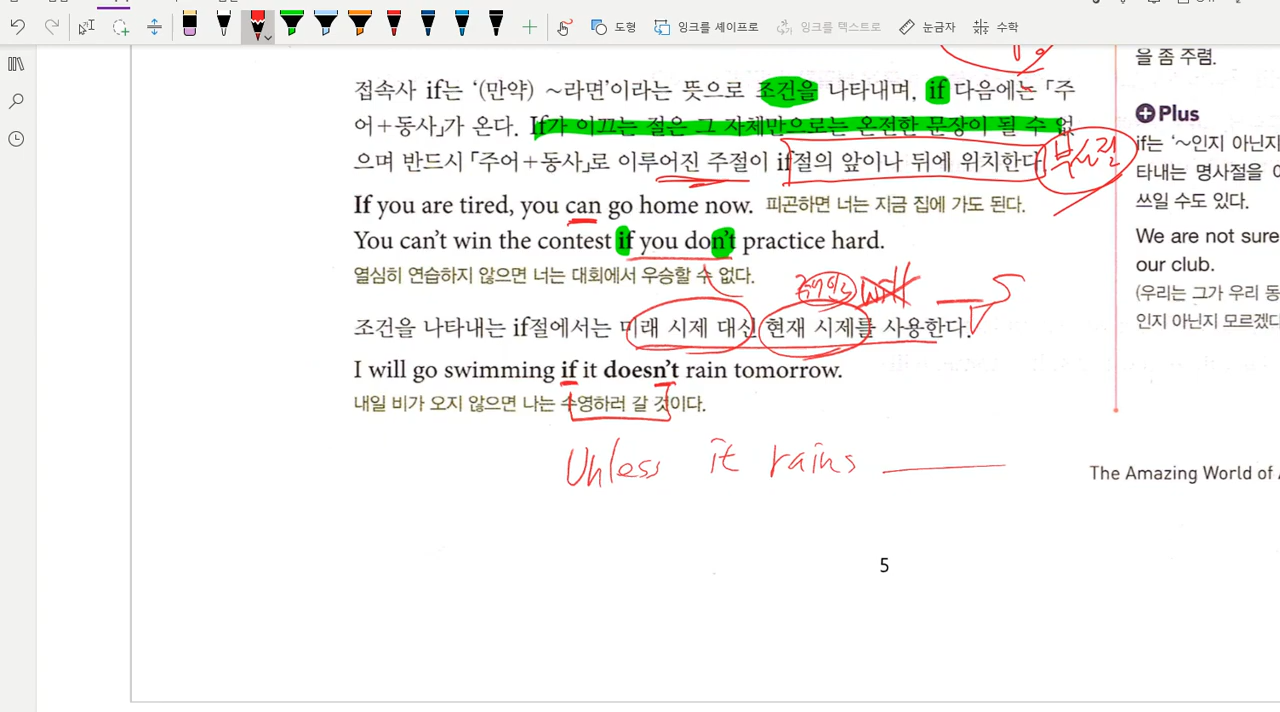 도형
잉크를 셰이프로
잉크를 텍스트로
눈금자
수학
을 좀 주렴.
접속사 if는 '(만약) ~라면'이라는 뜻으로 조건을 나타내며, if 다음에는 「주
어+동사」가 온다. If가 이끄는 절은 그 자체만으로는 온전한 문장이 될 수 없
으며 반드시 「주어+동사」로 이루어진 주절이 if절의 앞이나 뒤에 위치한다.
If you are tired, you can go home now. 피곤하면 너는 지금 집에 가도 된다.
You can't win the contest if you don't practice hard.
열심히 연습하지 않으면 너는 대회에서 우승할 수 없다.
will S
V
조건을 나타내는 if절에서는 미래 시제 대신 현재 시제를 사용한다.
I will go swimming if it doesn't rain tomorrow.
내일 비가 오지 않으면 나는 수영하러 갈 것이다.
Unless it rains
5
Plus
if는 '~인지 아닌지
타내는 명사절을 이
쓰일 수도 있다.
We are not sure
our club.
(우리는 그가 우리 동
인지 아닌지 모르겠다
The Amazing World of